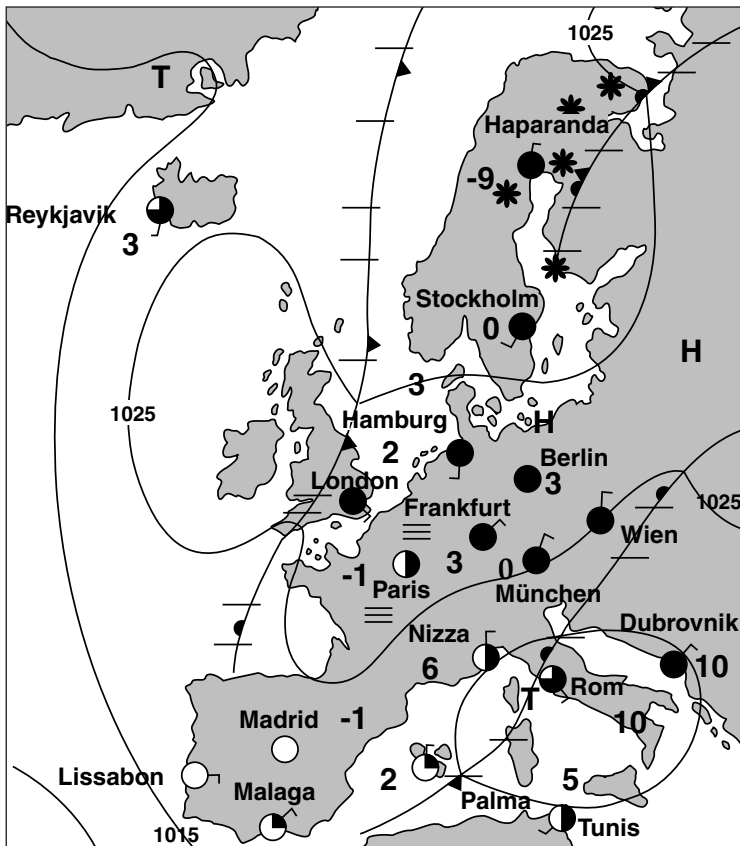 1025
T
Haparanda
-9
Reykjavik
3
Stockholm
0
H
3
1025
Hamburg
H
2
Berlin
3
London
Frankfurt
1025
3
Wien
-1
Paris
0
München
Dubrovnik
Nizza
6
10
Rom
T
Madrid
-1
10
Lissabon
2
5
Malaga
Palma
1015
Tunis